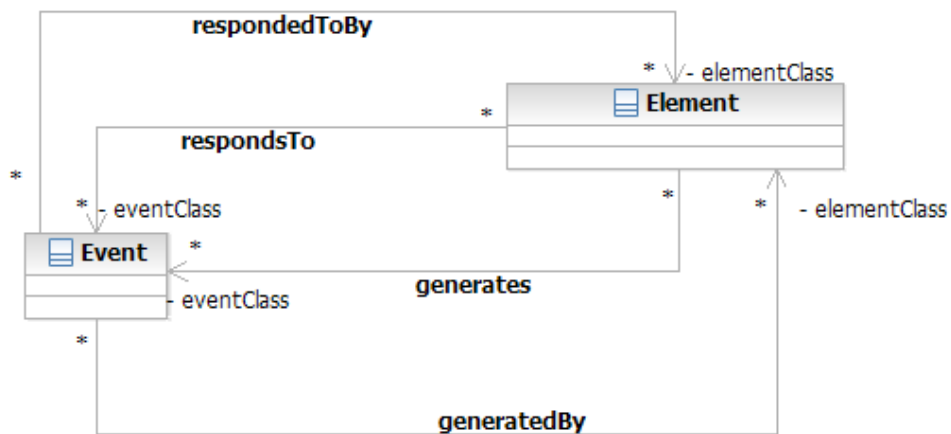 respondedToBy
* - elementClass
Element
*
respondsTo
*
* - eventClass
* * - elementClass
Event
*
generates
- eventClass
*
generatedBy